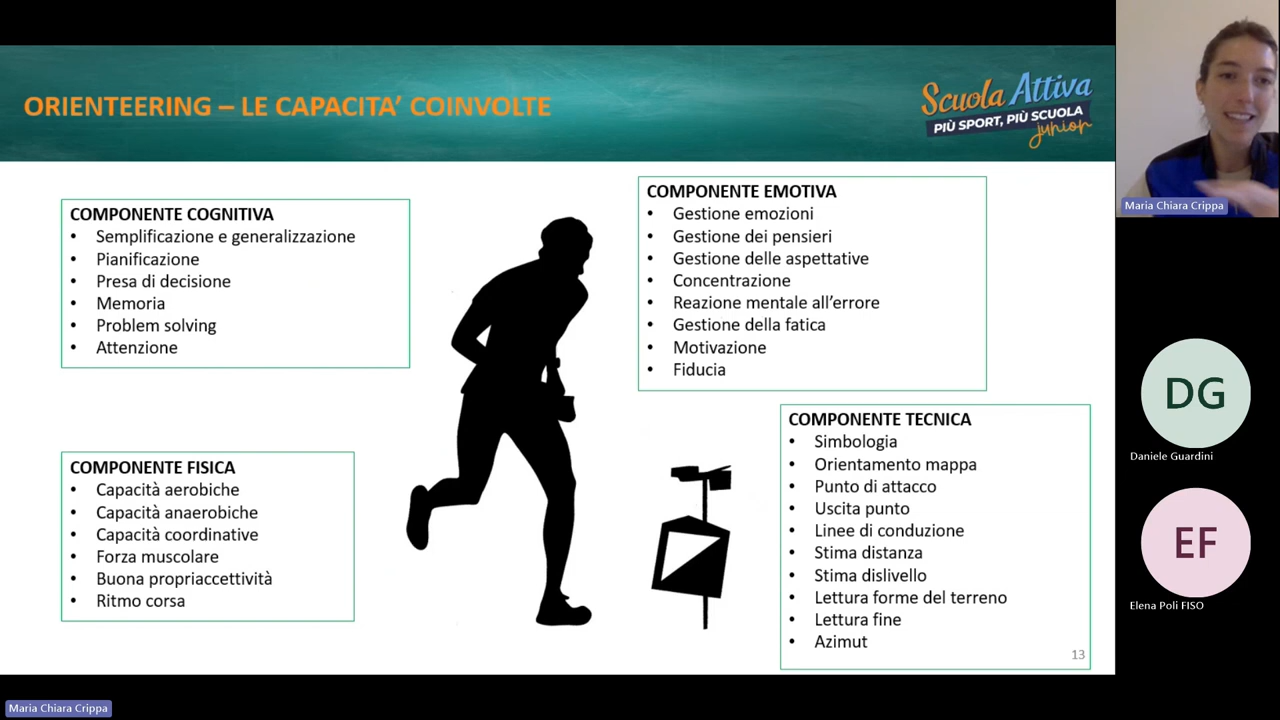 ORIENTEERING – LE CAPACITA’ COINVOLTE
Scuola Attiva
PIÙ SPORT, PIÙ SCUOLA
junior
COMPONENTE COGNITIVA
• Semplificazione e generalizzazione
• Pianificazione
• Presa di decisione
• Memoria
• Problem solving
• Attenzione
COMPONENTE EMOTIVA
• Gestione emozioni
• Gestione dei pensieri
• Gestione delle aspettative
• Concentrazione
• Reazione mentale all’errore
• Gestione della fatica
• Motivazione
• Fiducia
COMPONENTE FISICA
• Capacità aerobiche
• Capacità anaerobiche
• Capacità coordinative
• Forza muscolare
• Buona propriaccettività
• Ritmo corsa
COMPONENTE TECNICA
• Simbologia
• Orientamento mappa
• Punto di attacco
• Uscita punto
• Linee di conduzione
• Stima distanza
• Stima dislivello
• Lettura forme del terreno
• Lettura fine
• Azimut
13
Maria Chiara Crippa
DG
Daniele Guardini
EF
Elena Poli FISO
Maria Chiara Crippa